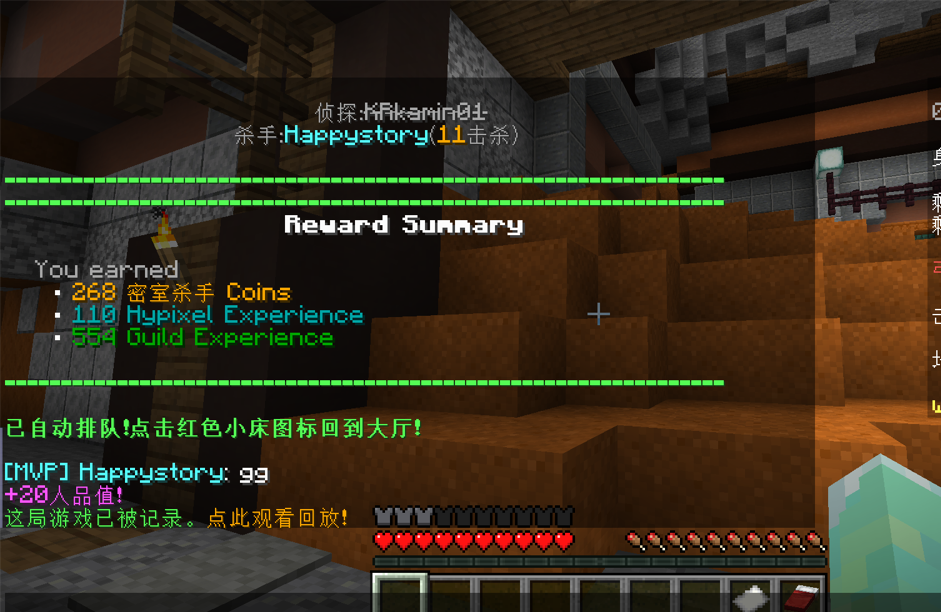 侦探:KRkamin01
杀手:Happystory(11击杀)
Reward Summary
You earned
268 密室杀手 Coins
110 Hypixel Experience
554 Guild Experience
已自动排队!点击红色小床图标回到大厅!
[MVP] Happystory: gg
+20人品值!
这局游戏已被记录。点此观看回放!